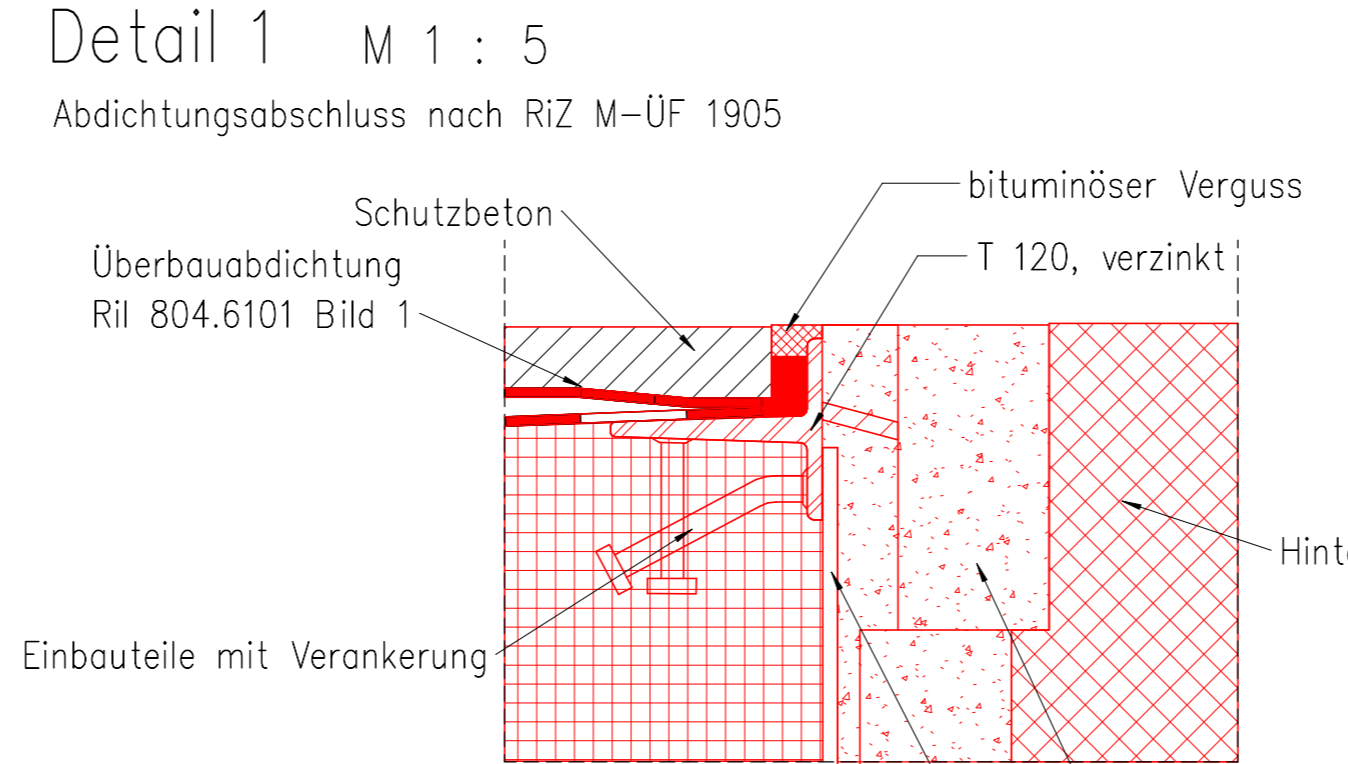 Detail 1 M 1 : 5
Abdichtungsabschluss nach RiZ M-ÜF 1905
bituminöser Verguss
Schutzbeton
T 120, verzinkt
Überbauabdichtung
Ril 804.6101 Bild 1
Einbauteile mit Verankerung